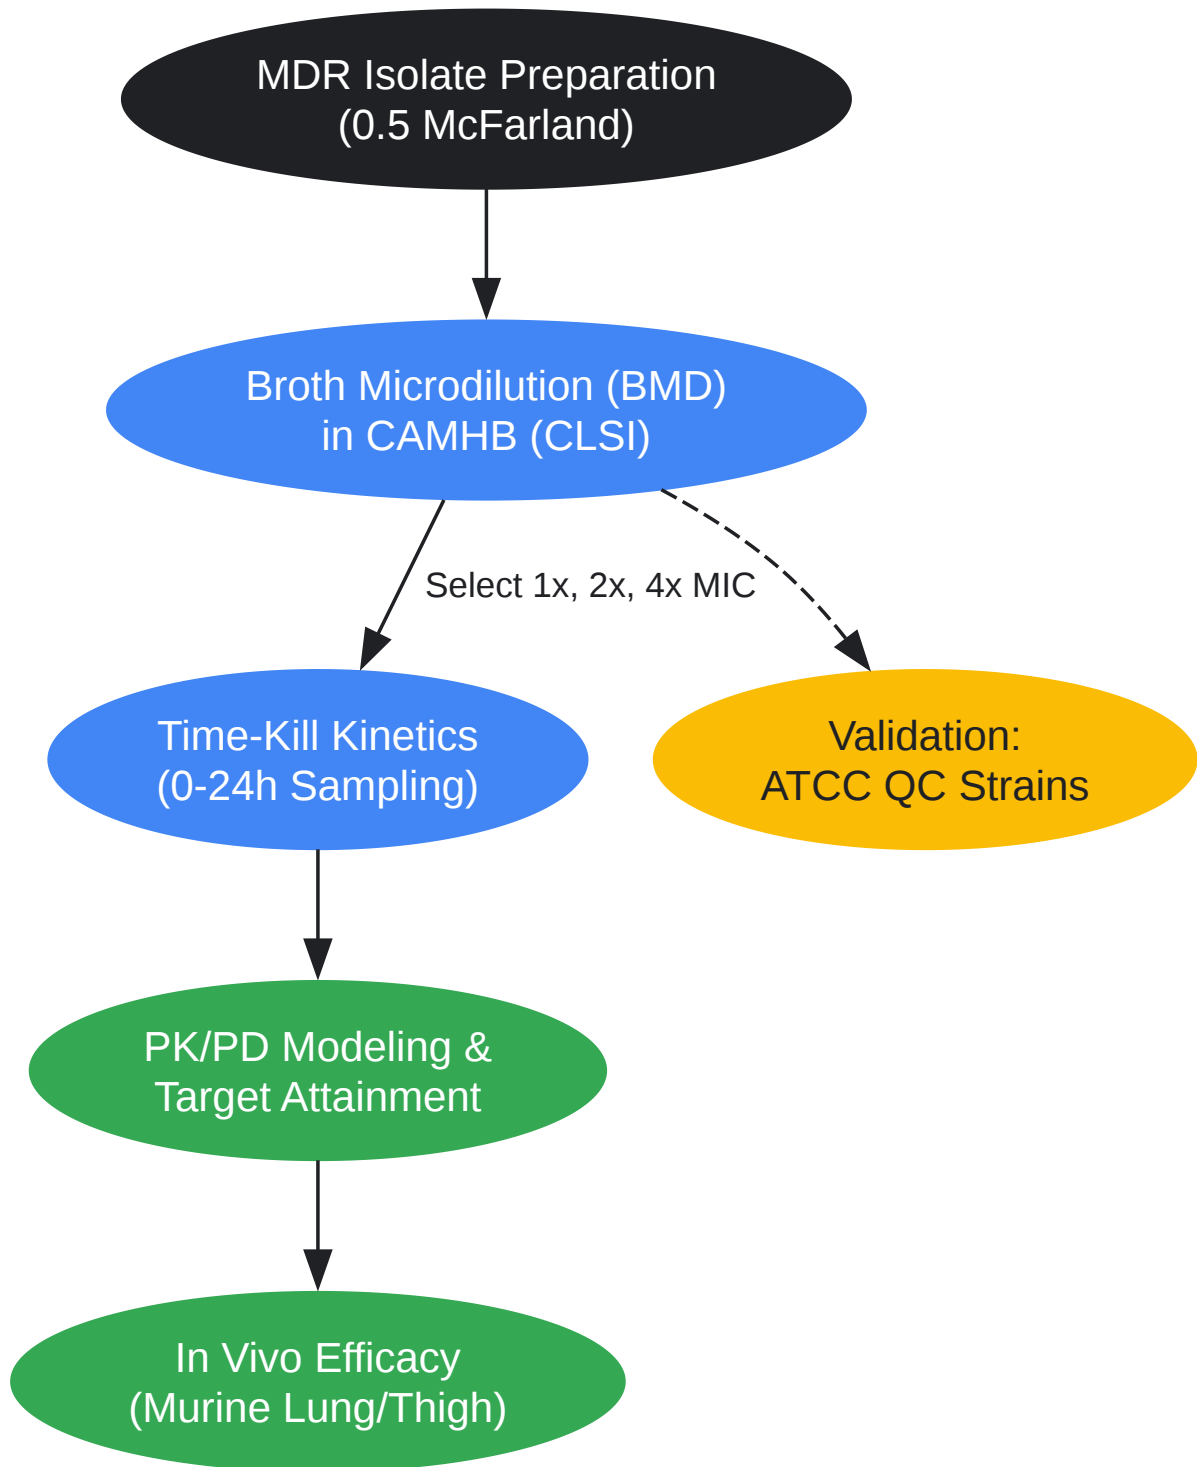 MDR Isolate Preparation
(0.5 McFarland)
Broth Microdilution (BMD)
in CAMHB (CLSI)
Select 1x, 2x, 4x MIC
Time-Kill Kinetics
(0-24h Sampling)
Validation:
ATCC QC Strains
PK/PD Modeling &
Target Attainment
In Vivo Efficacy
(Murine Lung/Thigh)